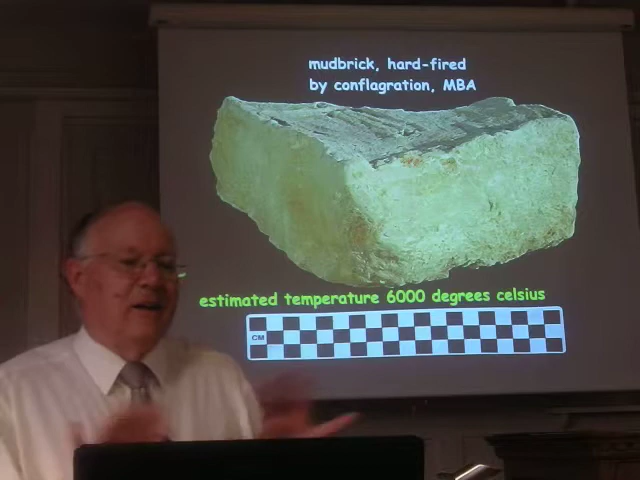 mudbrick, hard-fired
by conflagration, MBA
estimated temperature 6000 degrees celsius
CM